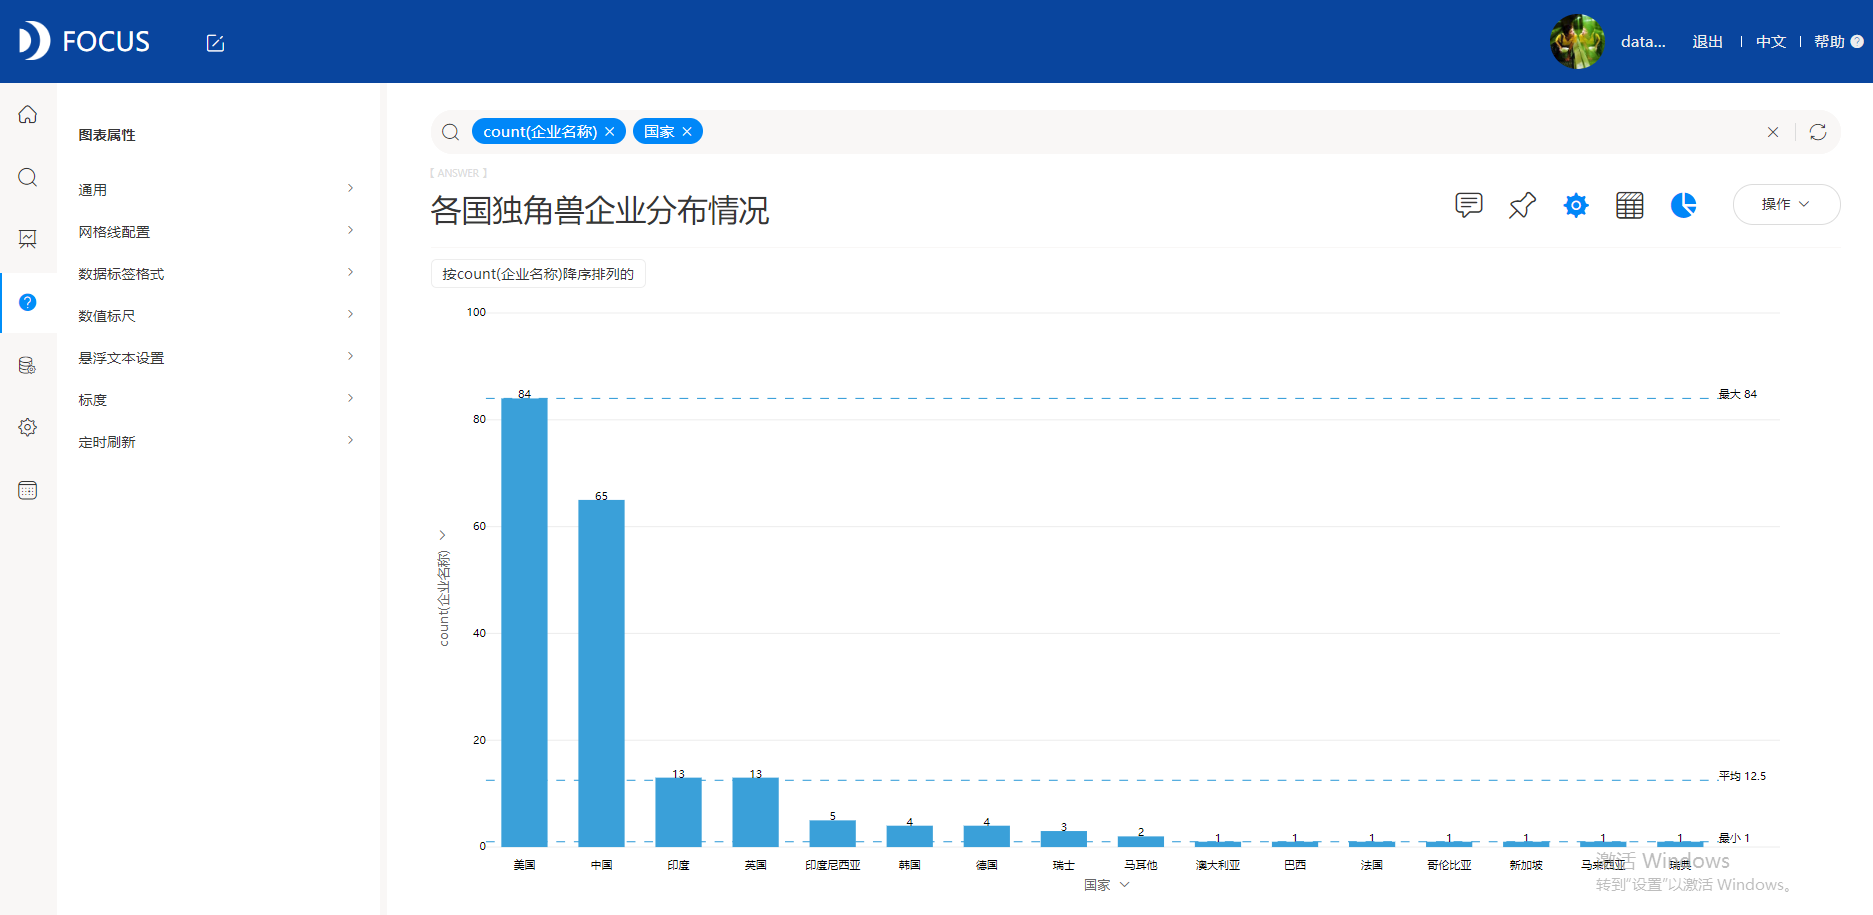 FOCUS
data...
退出
中文
帮助 ?
图表属性
通用
网格线配置
数据标签格式
数值标尺
悬浮文本设置
标度
定时刷新
count(企业名称) ×
国家 ×
【 ANSWER 】
各国独角兽企业分布情况
操作
按count(企业名称)降序排列的
100
80
60
40
20
0
count(企业名称)
84
65
13
13
5
4
4
3
2
1
1
1
1
1
1
1
最大 84
平均 12.5
最小 1
美国
中国
印度
英国
印度尼西亚
韩国
德国
瑞士
马耳他
澳大利亚
巴西
法国
哥伦比亚
新加坡
马来西亚
瑞典
国家
激活 Windows
转到“设置”以激活 Windows。